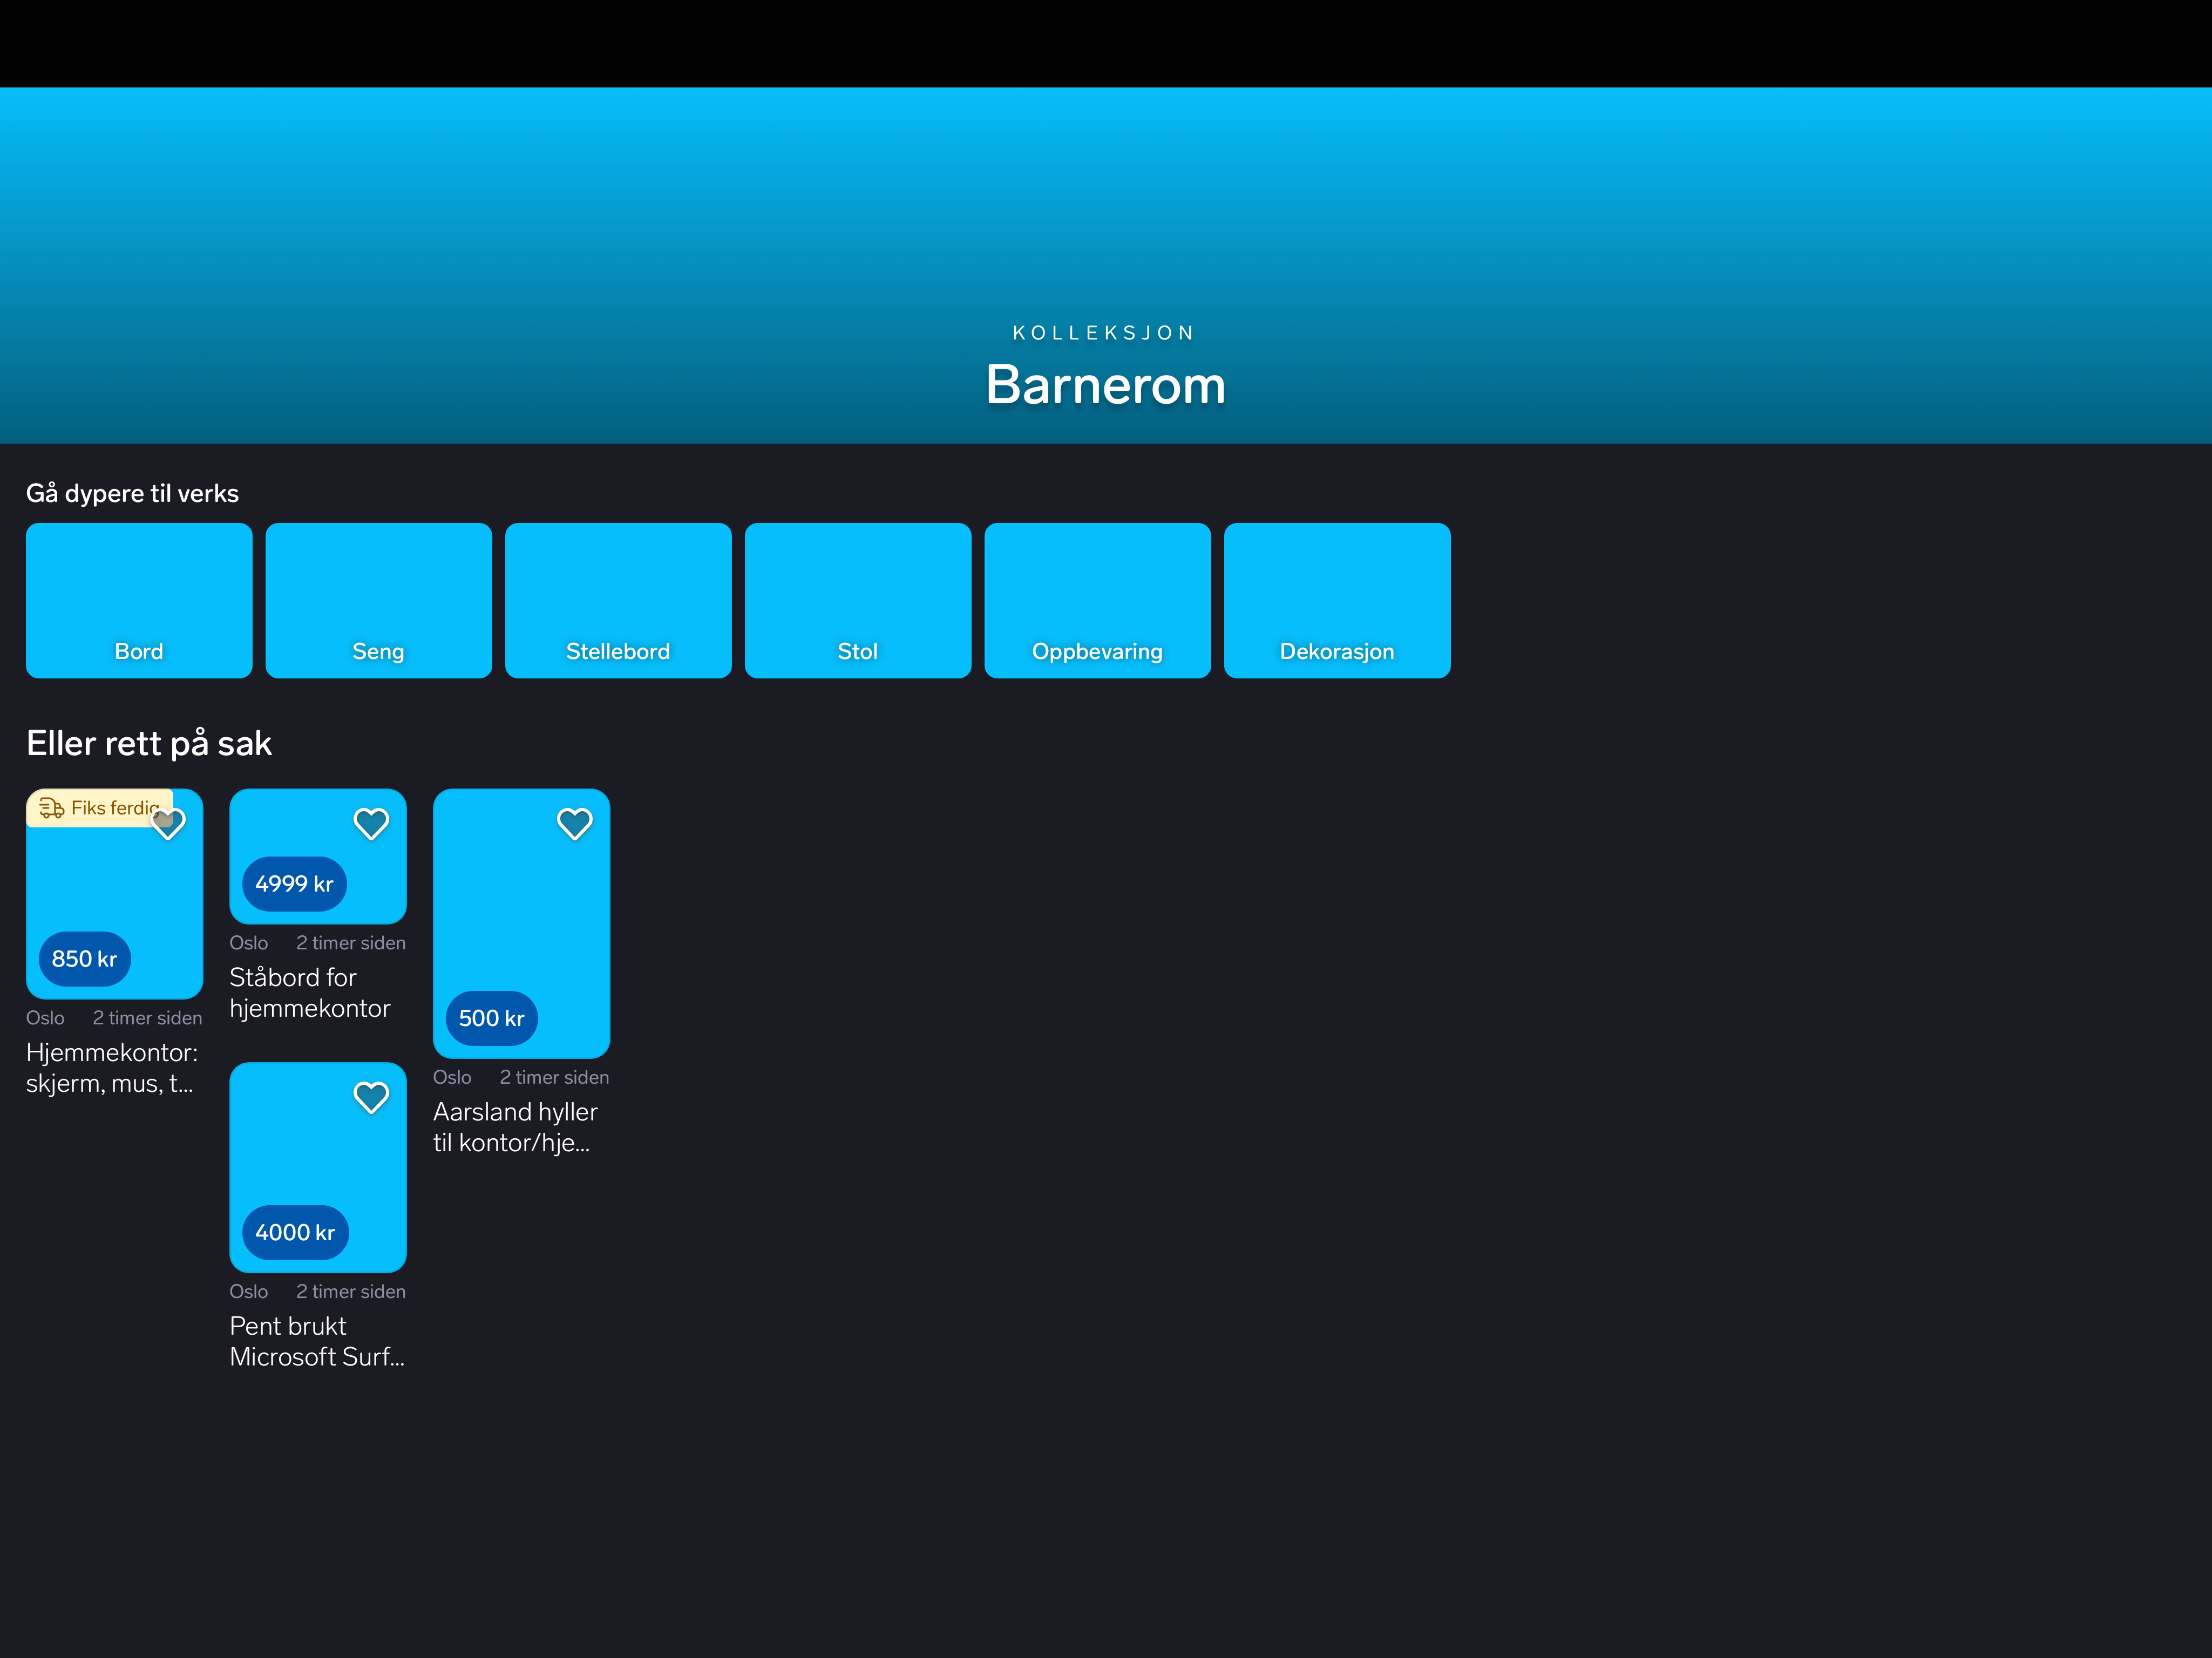 KOLLEKSJON
Barnerom
Gå dypere til verks
Bord
Seng
Stellebord
Stol
Oppbevaring
Dekorasjon
Eller rett på sak
Fiks ferdig
850 kr
Oslo 2 timer siden
Hjemmekontor:
skjerm, mus, t...
4999 kr
Oslo 2 timer siden
Ståbord for
hjemmekontor
500 kr
Oslo 2 timer siden
Aarsland hyller
til kontor/hje...
4000 kr
Oslo 2 timer siden
Pent brukt
Microsoft Surf...